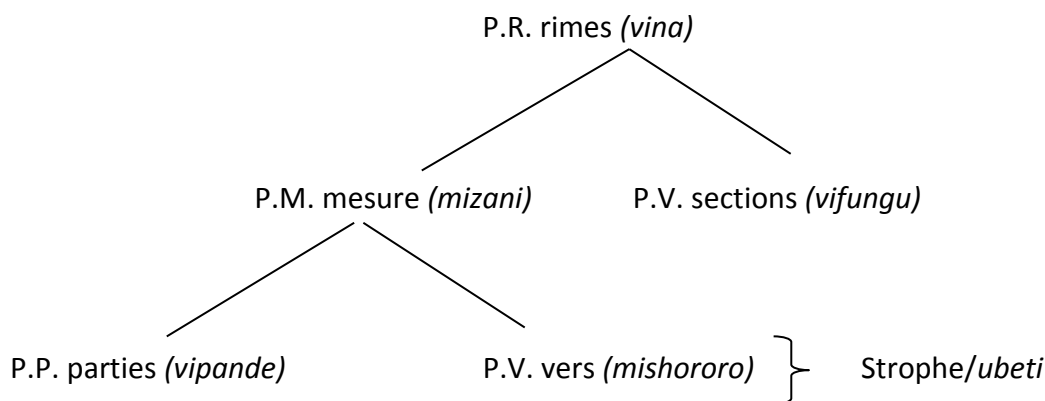 P.R. rimes (vina)
P.M. mesure (mizani) P.V. sections (vifungu)
P.P. parties (vipande) P.V. vers (mishororo) Strophe/ubeti